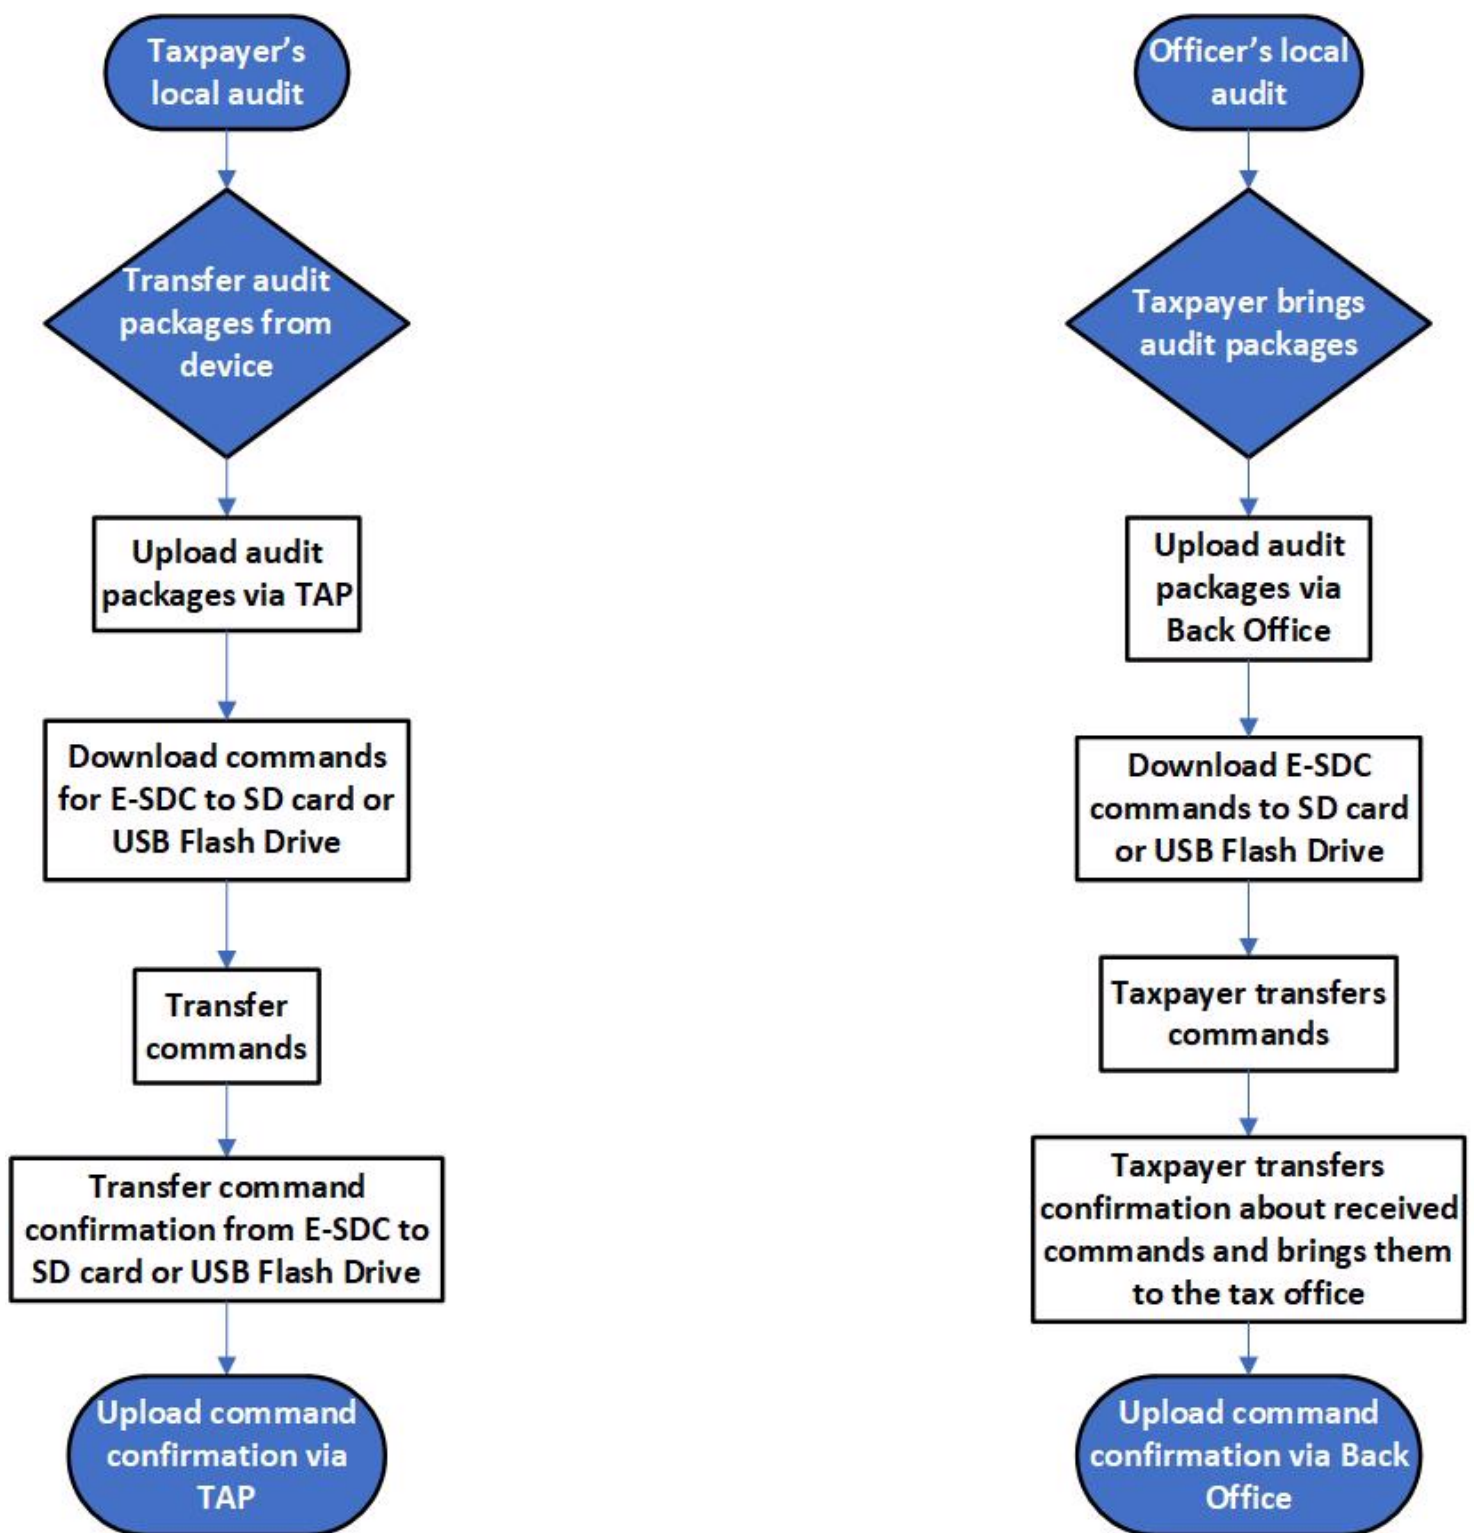 Taxpayer's
local audit
Transfer audit
packages from
device
Upload audit
packages via TAP
Download commands
for E-SDC to SD card or
USB Flash Drive
Transfer
commands
Transfer command
confirmation from E-SDC to
SD card or USB Flash Drive
Upload command
confirmation via
TAP
Officer's local
audit
Taxpayer brings
audit packages
Upload audit
packages via
Back Office
Download E-SDC
commands to SD card
or USB Flash Drive
Taxpayer transfers
commands
Taxpayer transfers
confirmation about received
commands and brings them
to the tax office
Upload command
confirmation via Back
Office